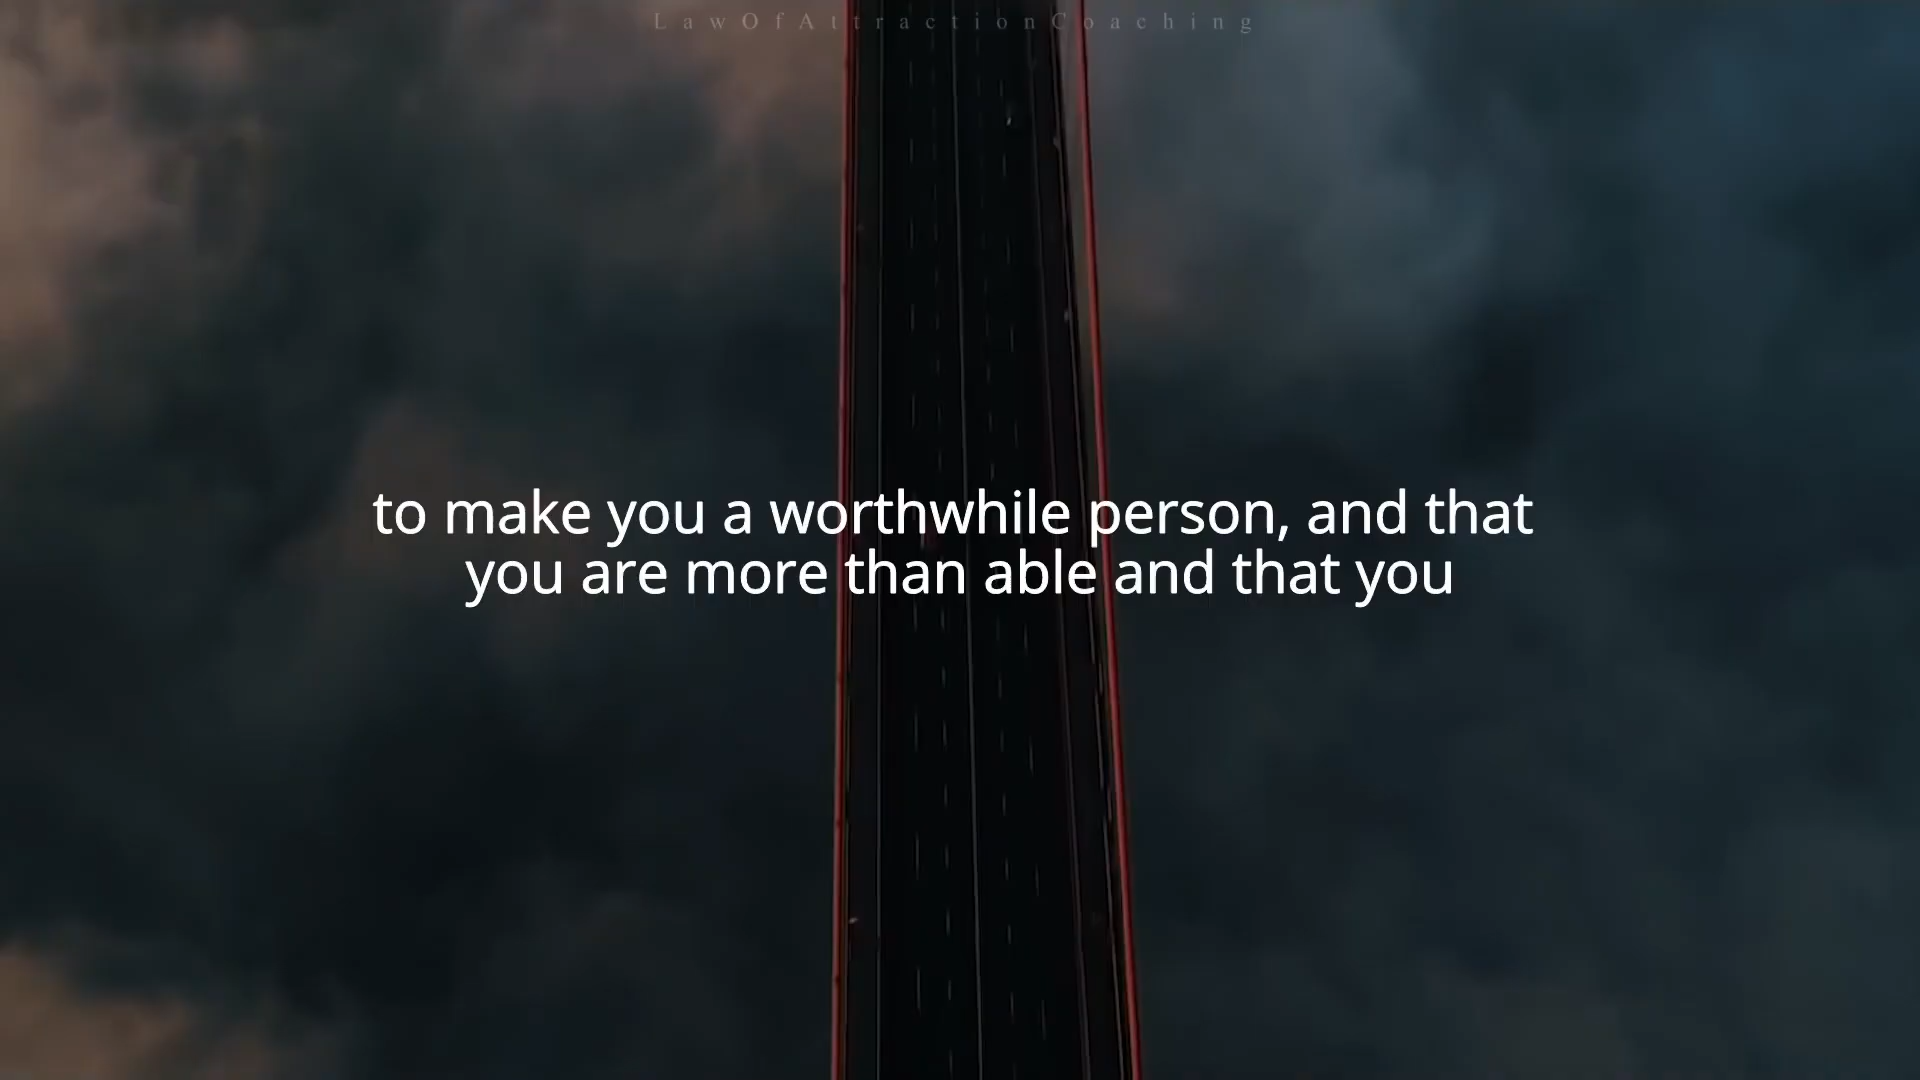 LawOfAttractionCoaching
to make you a worthwhile person, and that
you are more than able and that you